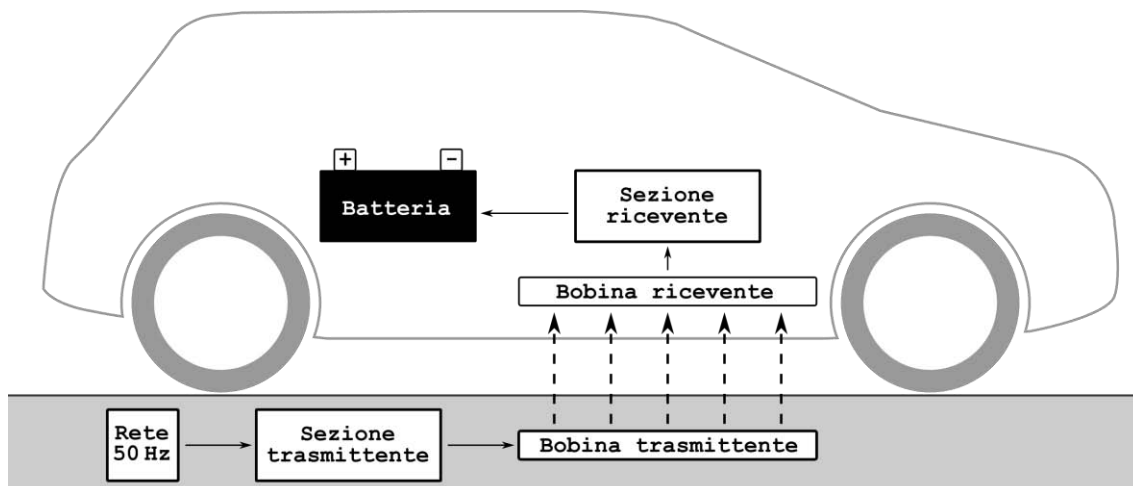 + −
Batteria
Sezione
ricevente
Bobina ricevente
Rete
50 Hz
Sezione
trasmittente
Bobina trasmittente